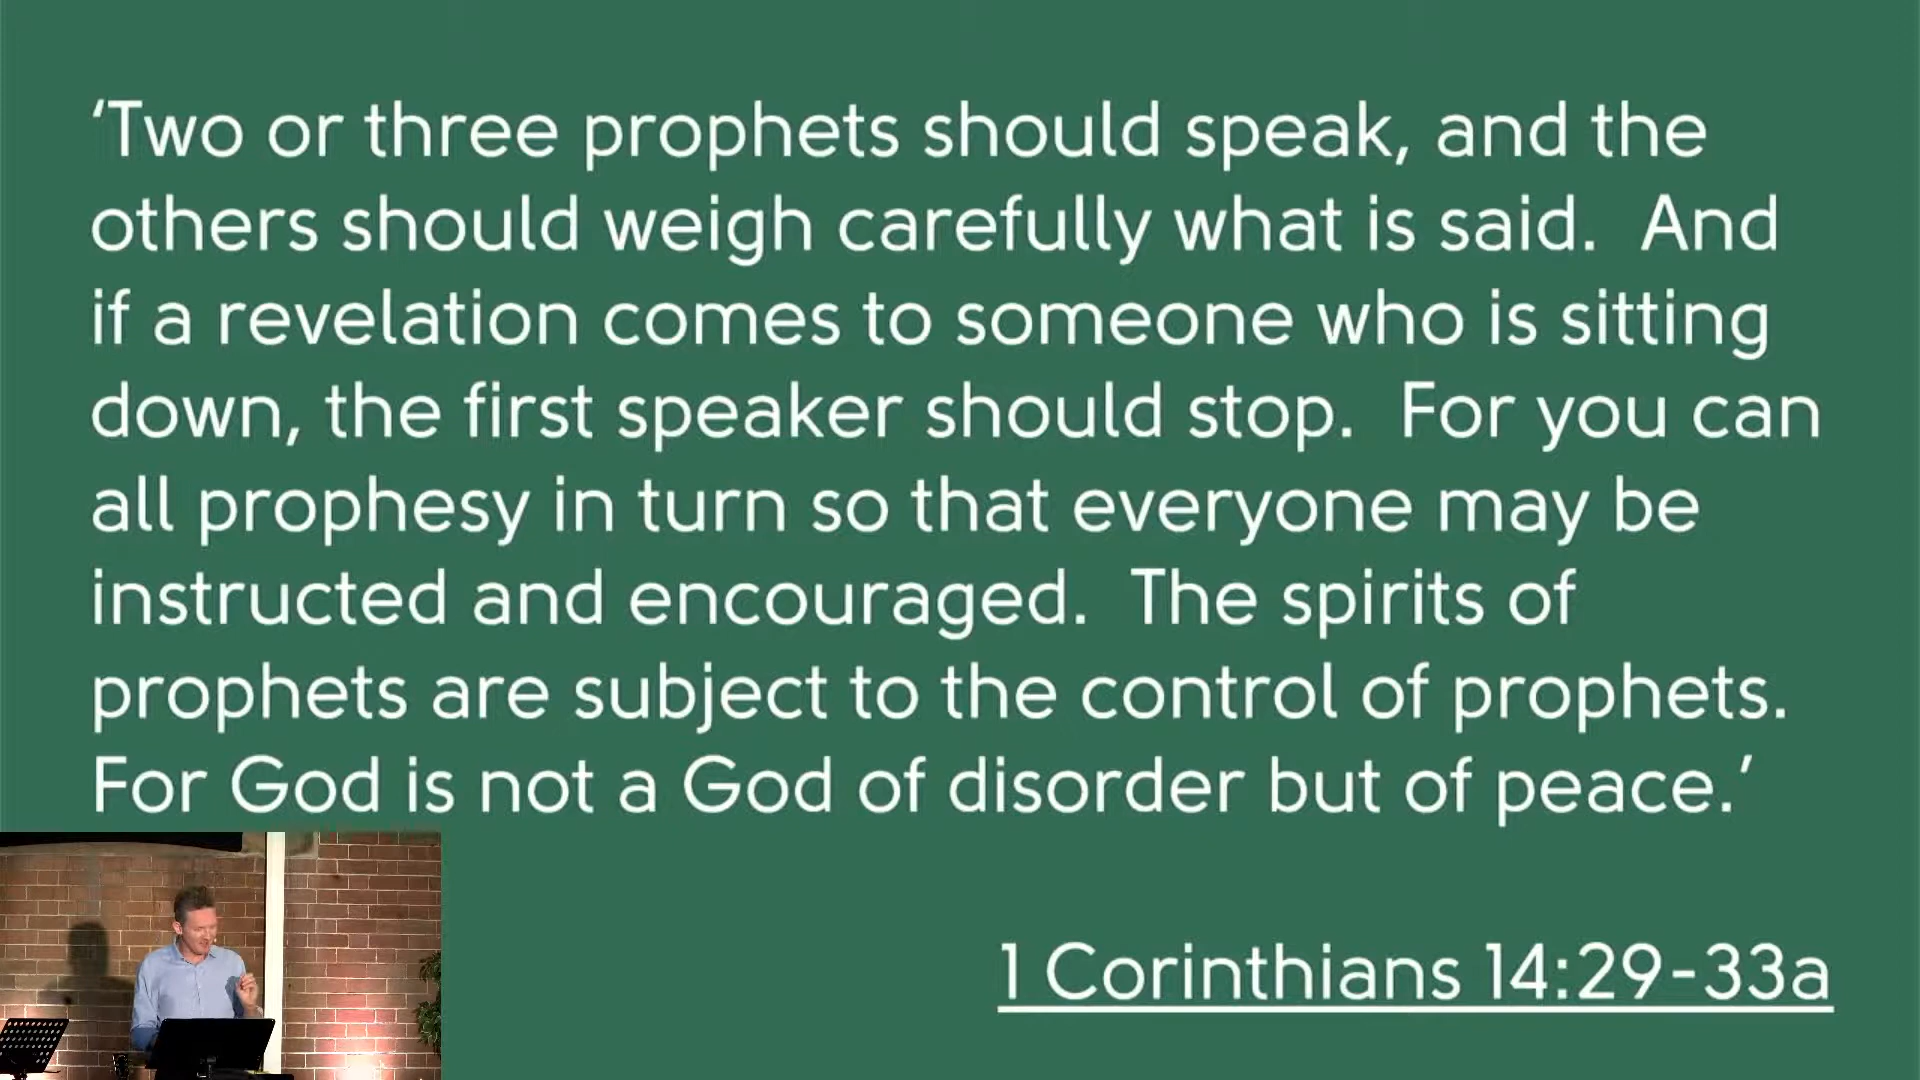 ‘Two or three prophets should speak, and the
others should weigh carefully what is said.  And
if a revelation comes to someone who is sitting
down, the first speaker should stop.  For you can
all prophesy in turn so that everyone may be
instructed and encouraged.  The spirits of
prophets are subject to the control of prophets.
For God is not a God of disorder but of peace.’
1 Corinthians 14:29-33a